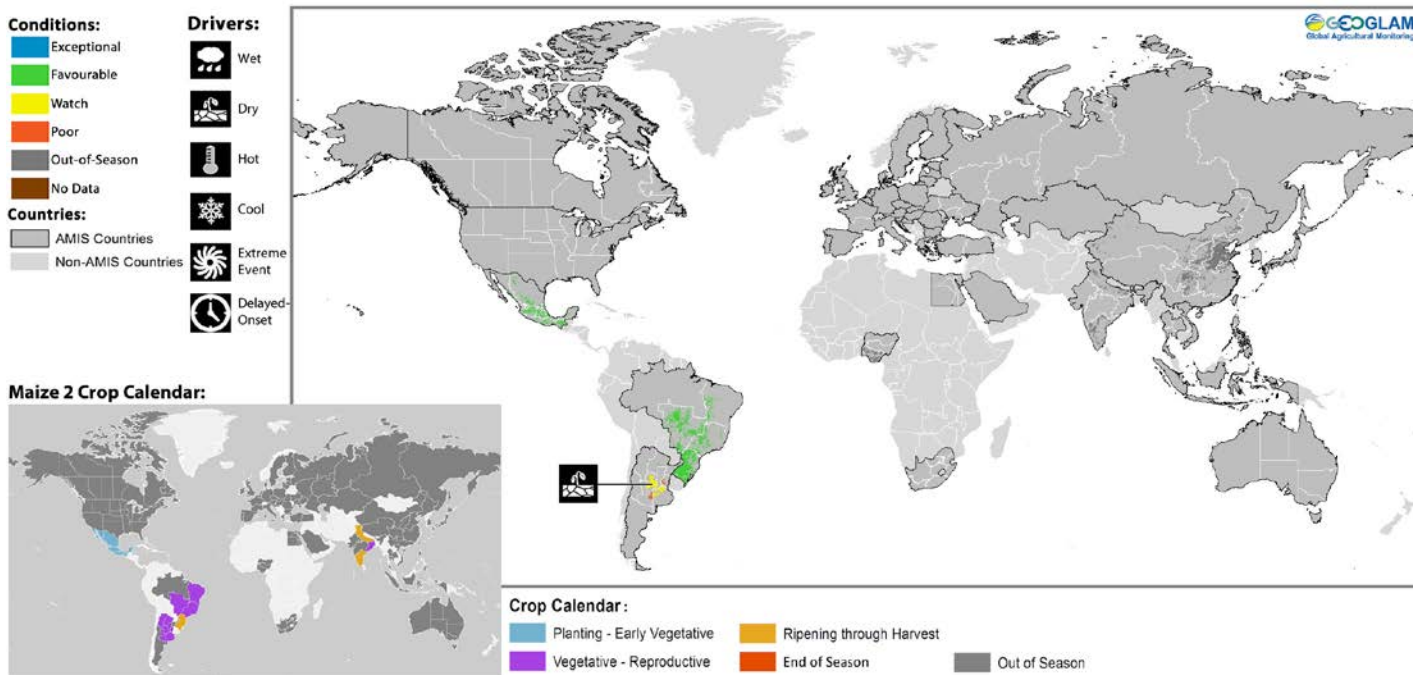 Conditions:
Exceptional
Favourable
Watch
Poor
Out-of-Season
No Data
Countries:
AMIS Countries
Non-AMIS Countries
Drivers:
Wet
Dry
Hot
Cool
Extreme
Event
Delayed-
Onset
GEOGLAM
Global Agricultural Monitoring
Maize 2 Crop Calendar:
Crop Calendar :
Planting - Early Vegetative
Vegetative - Reproductive
Ripening through Harvest
End of Season
Out of Season